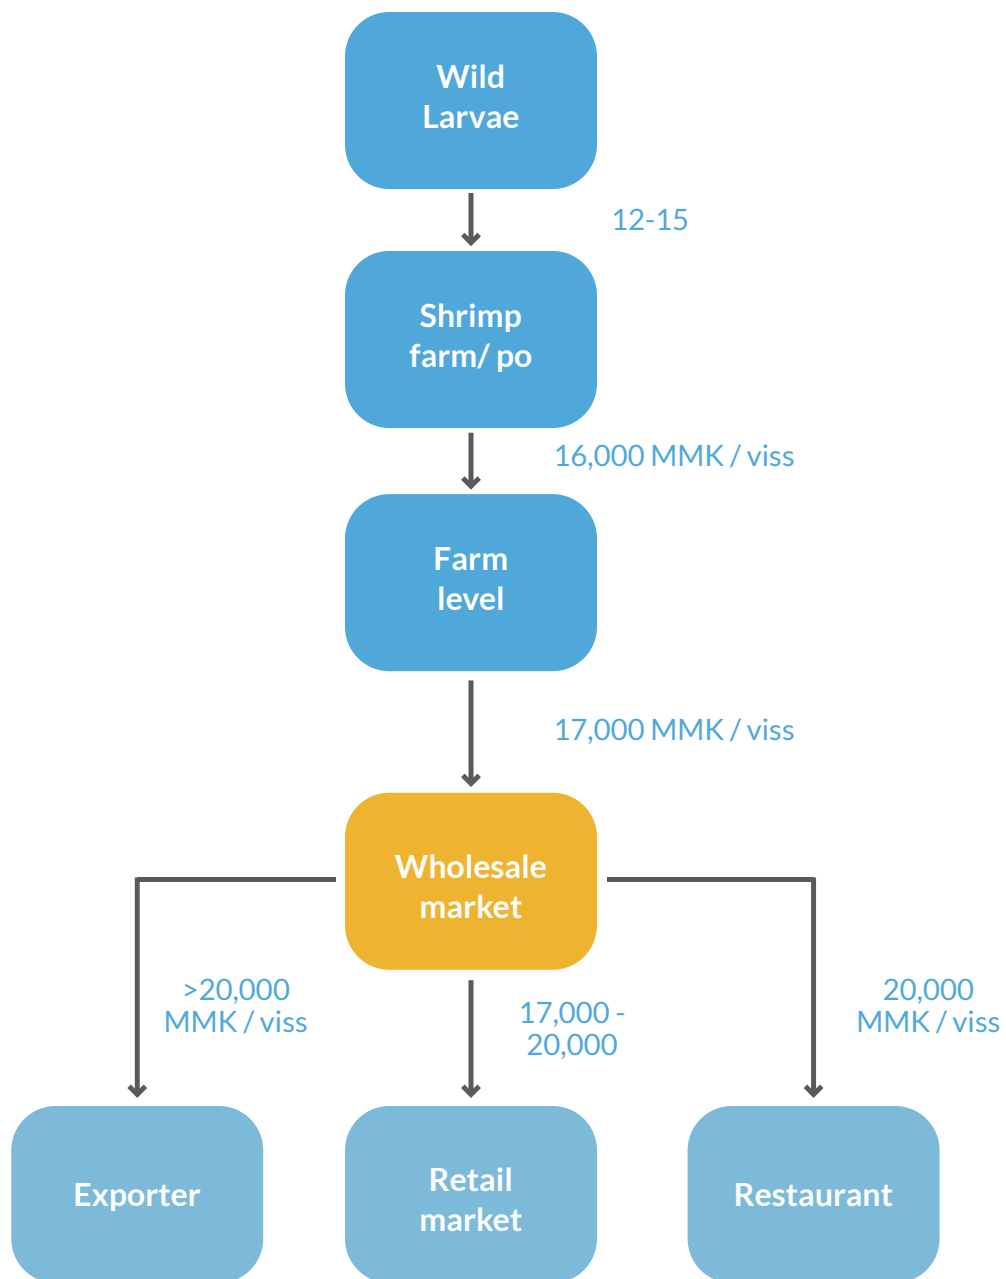 Wild
Larvae
12-15
Shrimp
farm/ po
16,000 MMK / viss
Farm
level
17,000 MMK / viss
Wholesale
market
>20,000
MMK / viss
17,000 -
20,000
20,000
MMK / viss
Exporter
Retail
market
Restaurant